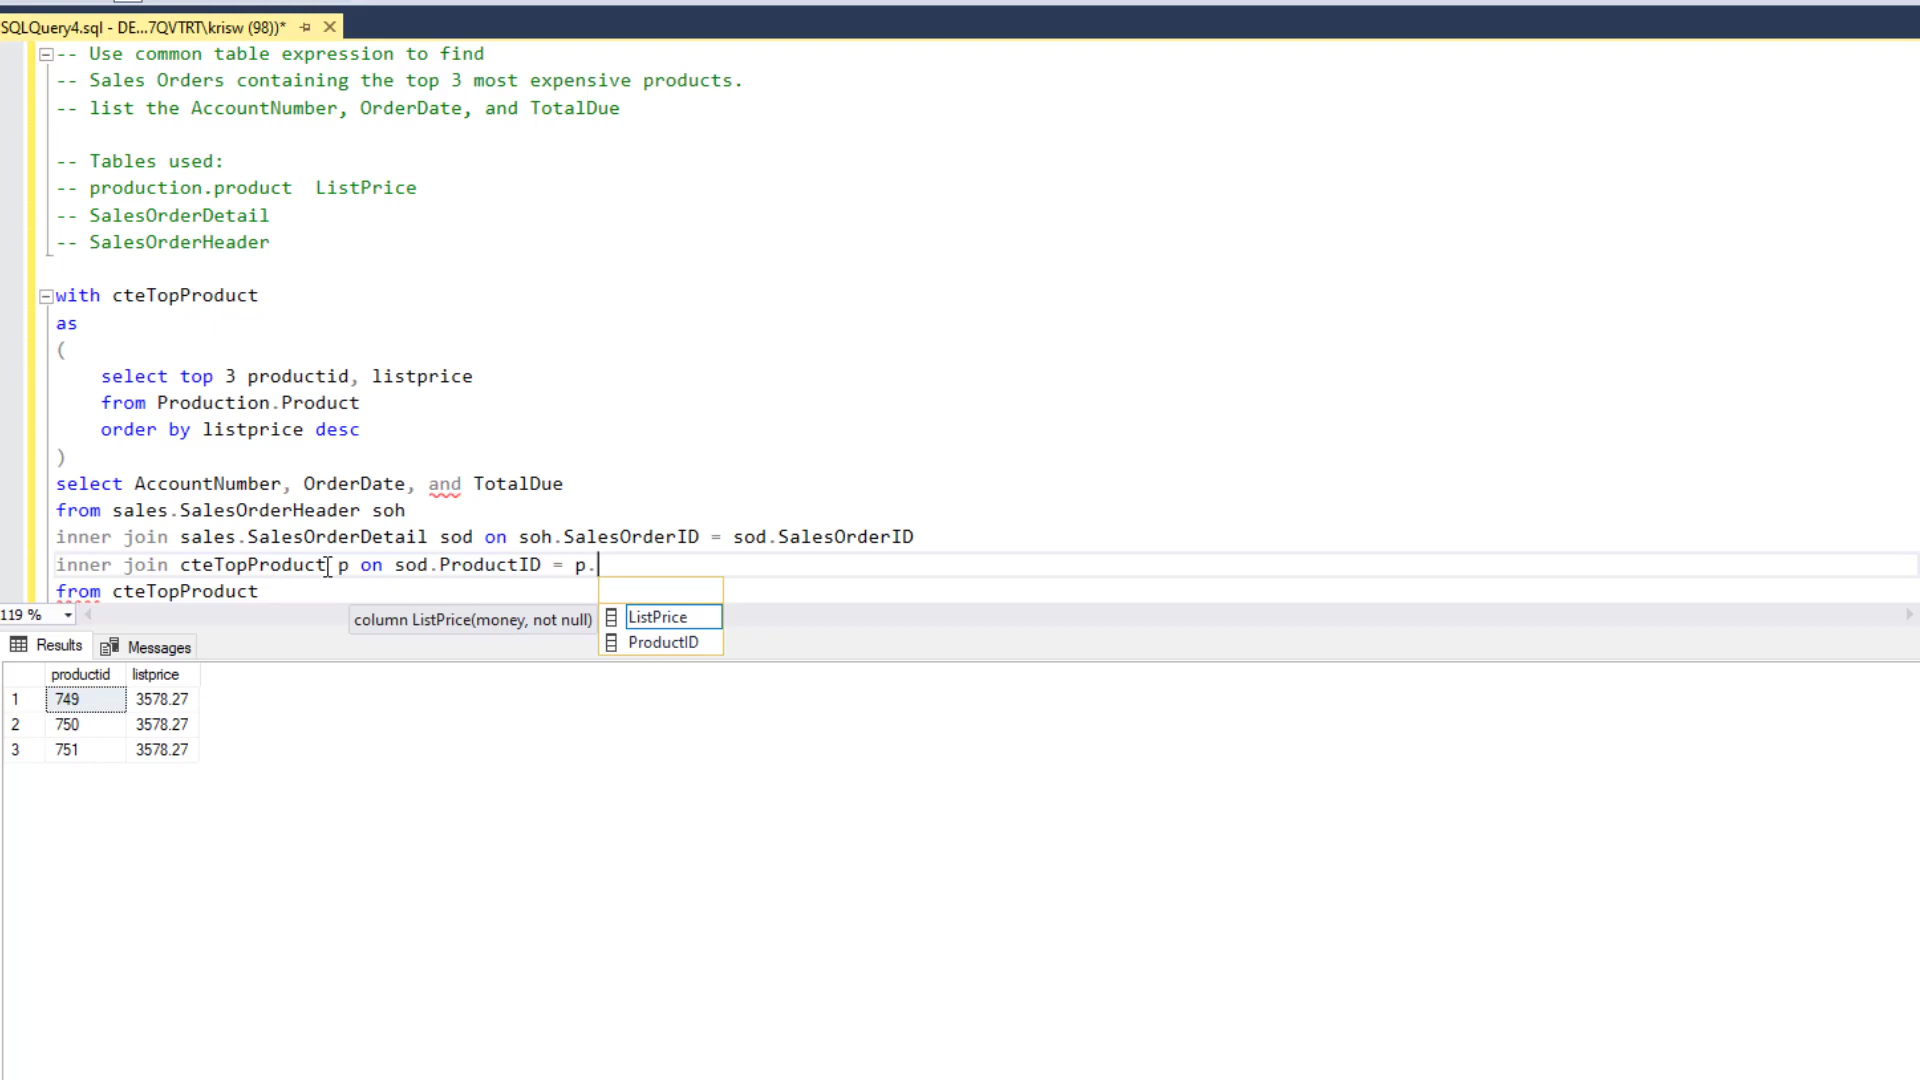 SQLQuery4.sql - DE...7QVTRT\krisw (98))*
-- Use common table expression to find
-- Sales Orders containing the top 3 most expensive products.
-- list the AccountNumber, OrderDate, and TotalDue
-- Tables used:
-- production.product  ListPrice
-- SalesOrderDetail
-- SalesOrderHeader
with cteTopProduct
as
(
select top 3 productid, listprice
from Production.Product
order by listprice desc
)
select AccountNumber, OrderDate, and TotalDue
from sales.SalesOrderHeader soh
inner join sales.SalesOrderDetail sod on soh.SalesOrderID = sod.SalesOrderID
inner join cteTopProduct p on sod.ProductID = p.
from cteTopProduct
119 %
column ListPrice(money, not null)
ListPrice
ProductID
Results
Messages
productid listprice
1 749 3578.27
2 750 3578.27
3 751 3578.27